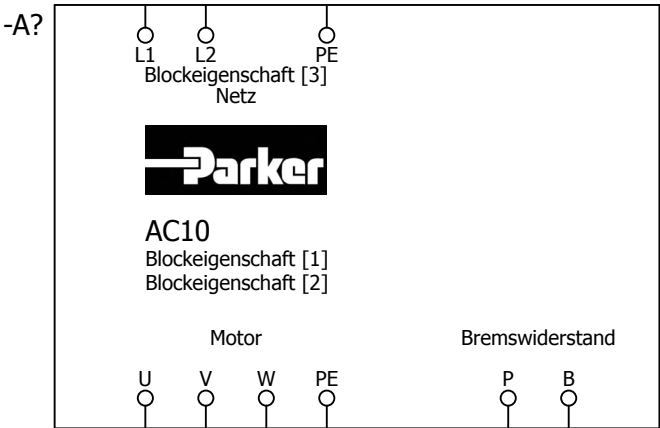 -A?
L1 L2 PE
Blockeigenschaft [3]
Netz
Parker
AC10
Blockeigenschaft [1]
Blockeigenschaft [2]
Motor Bremswiderstand
U V W PE P B